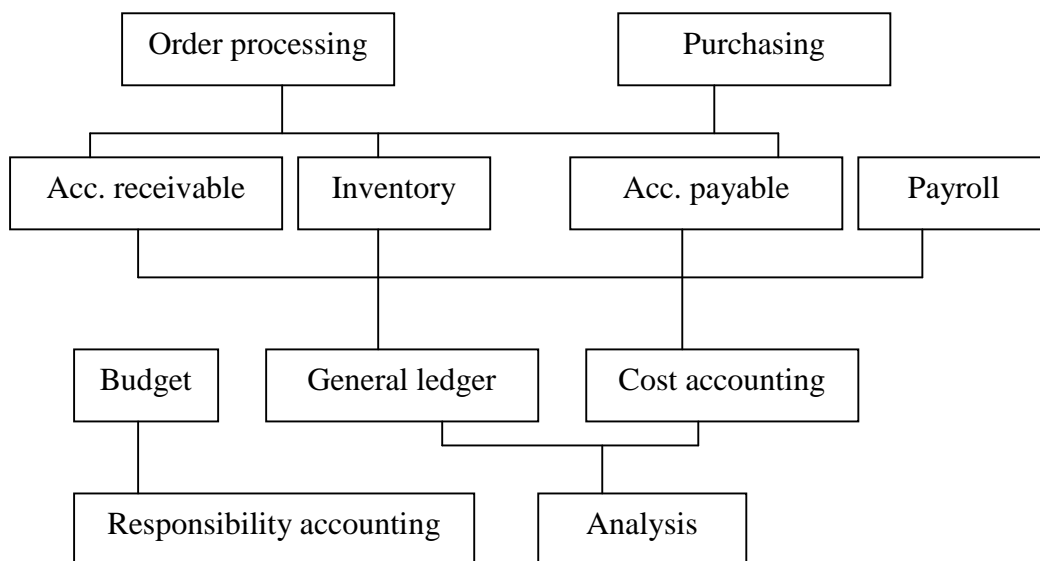 Order processing
Purchasing
Acc. receivable
Inventory
Acc. payable
Payroll
Budget
General ledger
Cost accounting
Responsibility accounting
Analysis